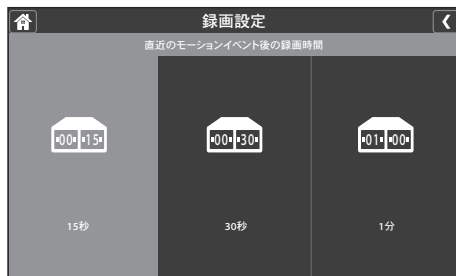 録画設定
直近のモーションイベント後の録画時間
00 15
00 30
01 00
15秒
30秒
1分